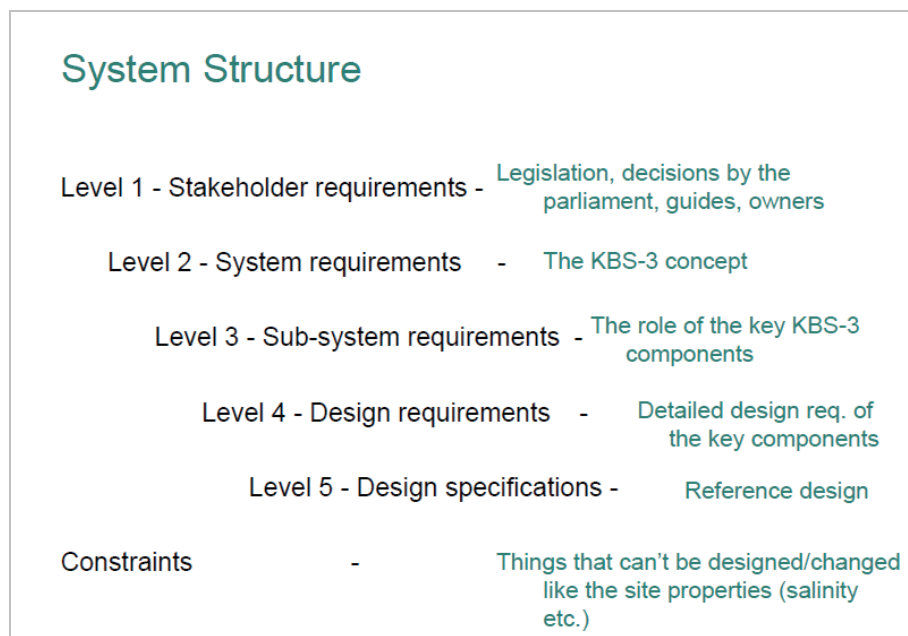 System Structure
Level 1 - Stakeholder requirements - Legislation, decisions by the
parliament, guides, owners
Level 2 - System requirements - The KBS-3 concept
Level 3 - Sub-system requirements - The role of the key KBS-3
components
Level 4 - Design requirements - Detailed design req. of
the key components
Level 5 - Design specifications - Reference design
Constraints - Things that can't be designed/changed
like the site properties (salinity
etc.)